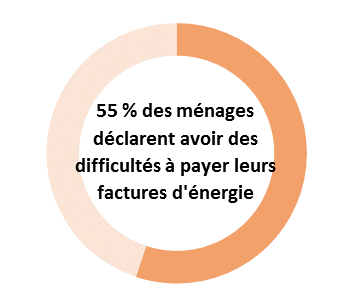 55 % des ménages
déclarent avoir des
difficultés à payer leurs
factures d'énergie